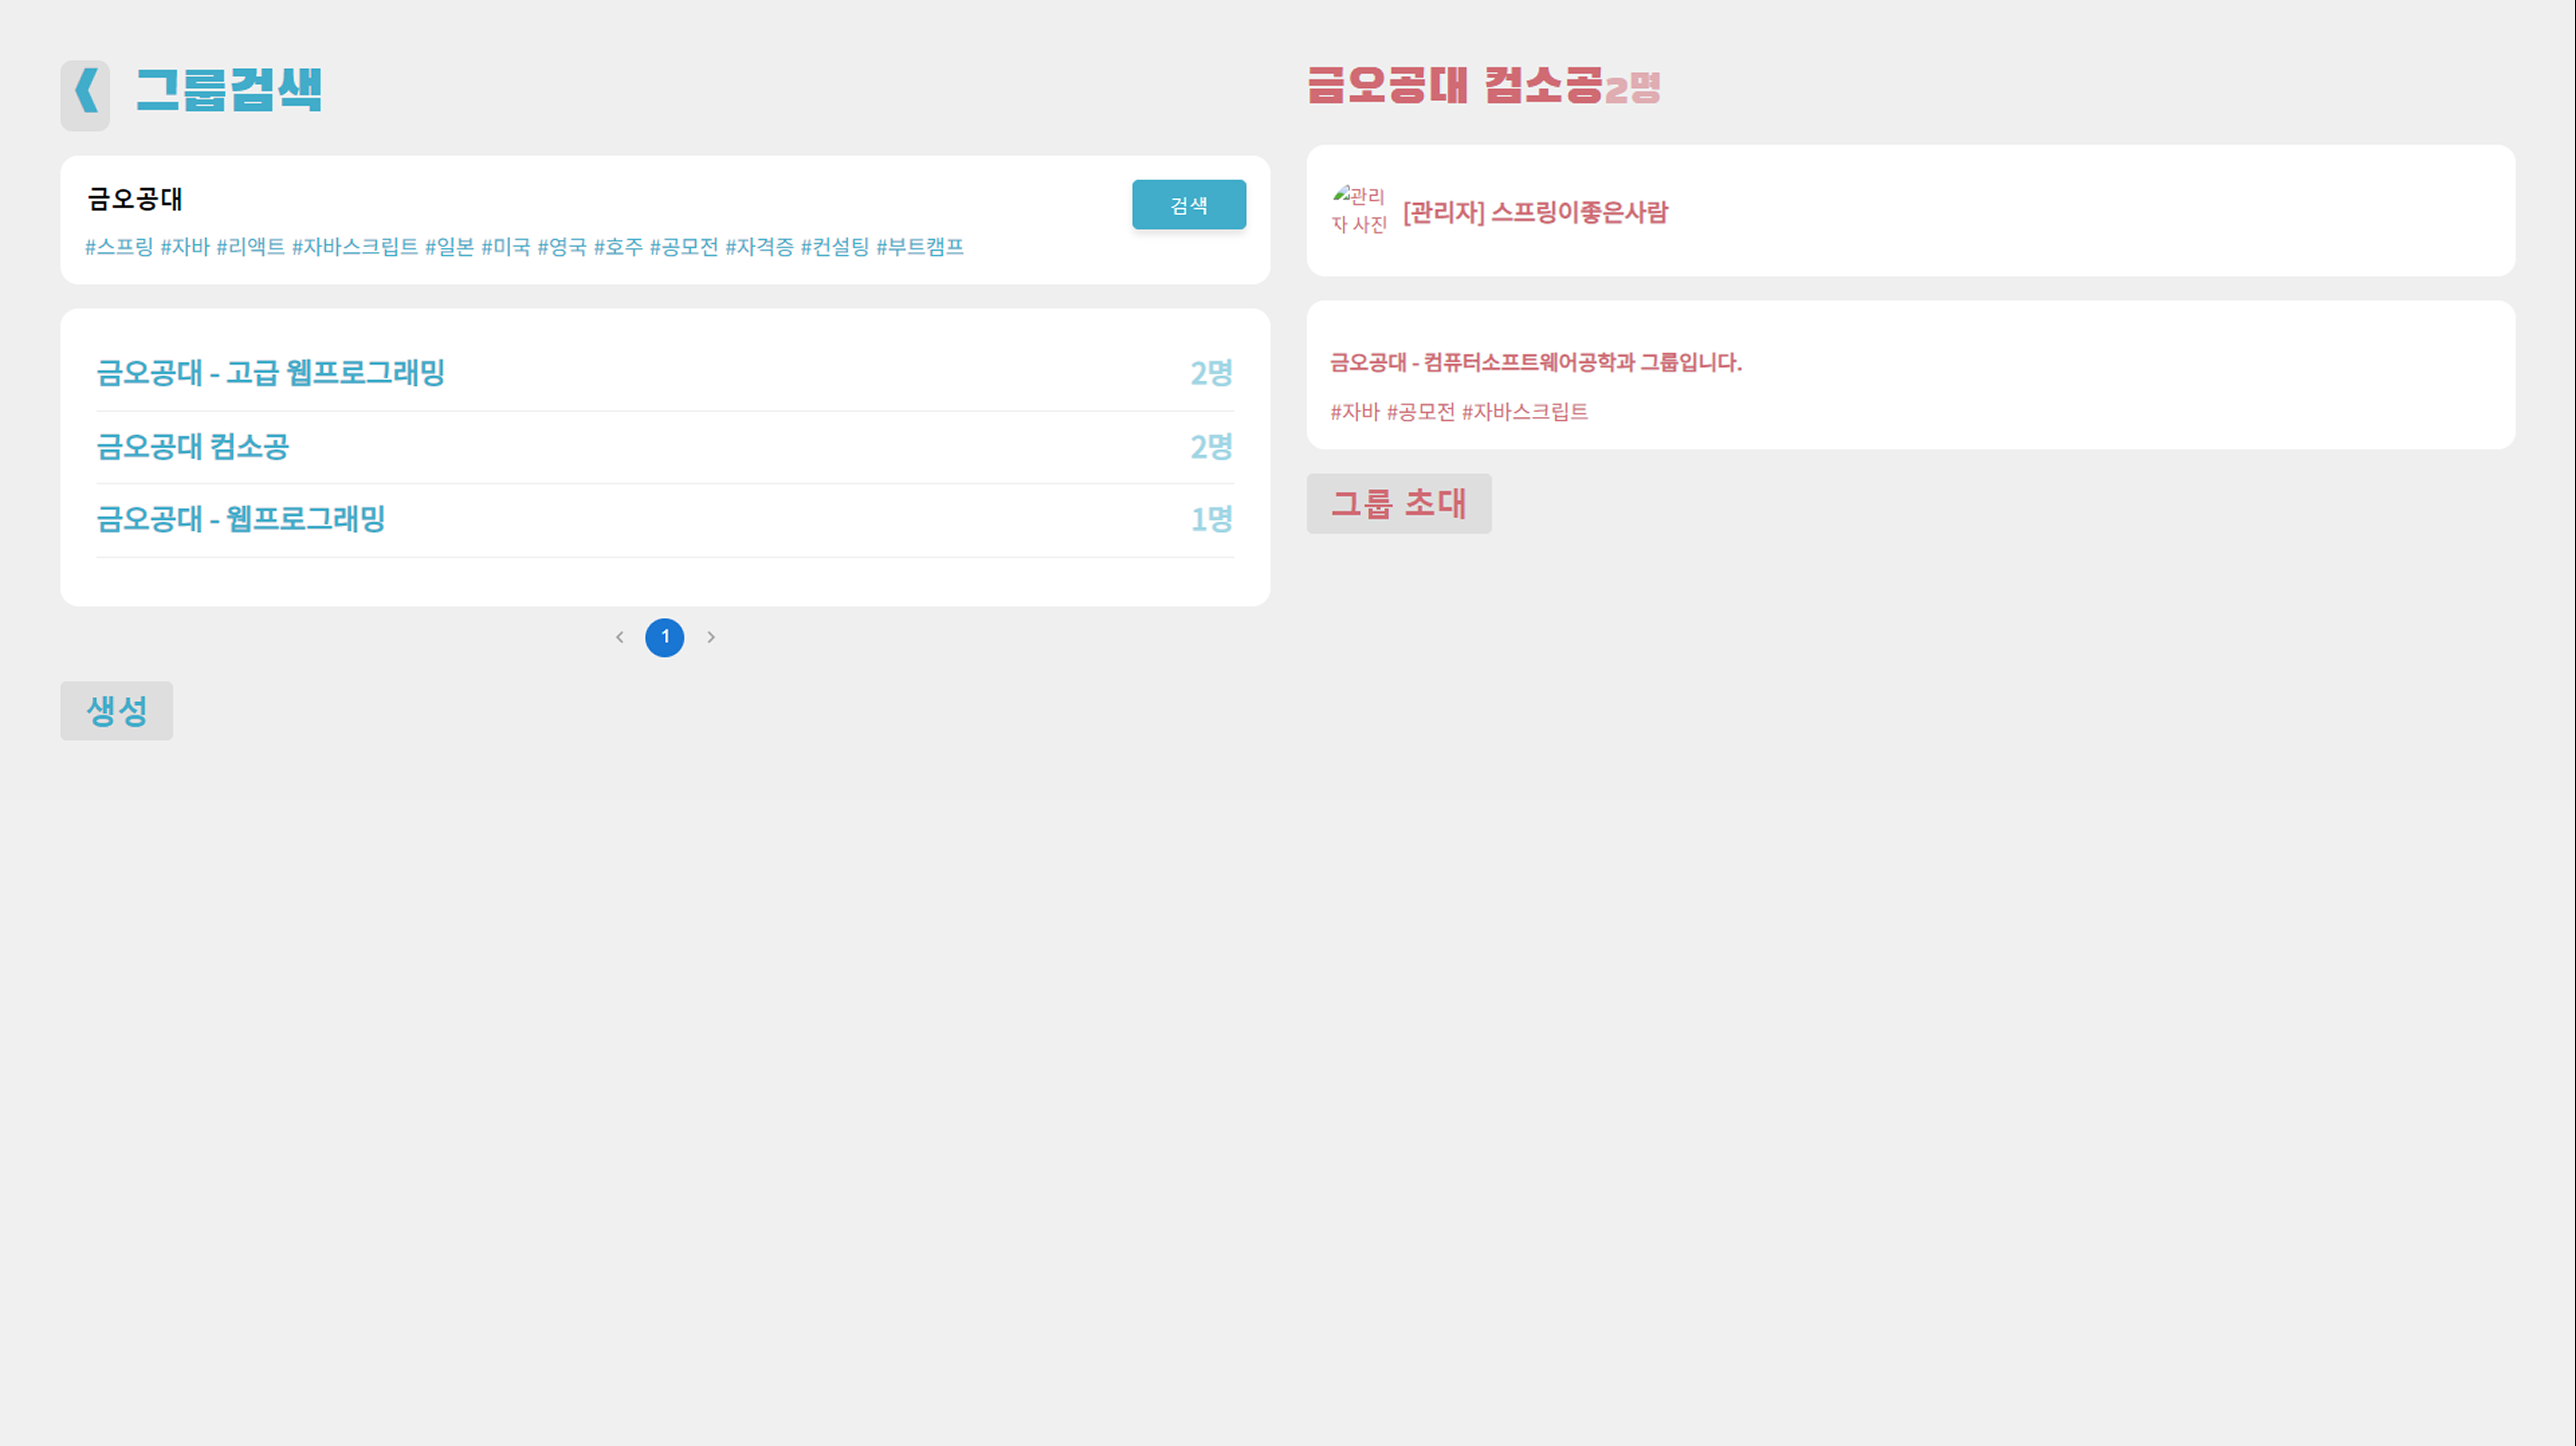 ❰ 그룹검색
금오공대
검색
#스프링 #자바 #리액트 #자바스크립트 #일본 #미국 #영국 #호주 #공모전 #자격증 #컨설팅 #부트캠프
금오공대 - 고급 웹프로그래밍 2명
금오공대 컴소공 2명
금오공대 - 웹프로그래밍 1명
1
생성
금오공대 컴소공2명
관리
자 사진
[관리자] 스프링이좋은사람
금오공대 - 컴퓨터소프트웨어공학과 그룹입니다.
#자바 #공모전 #자바스크립트
그룹 초대